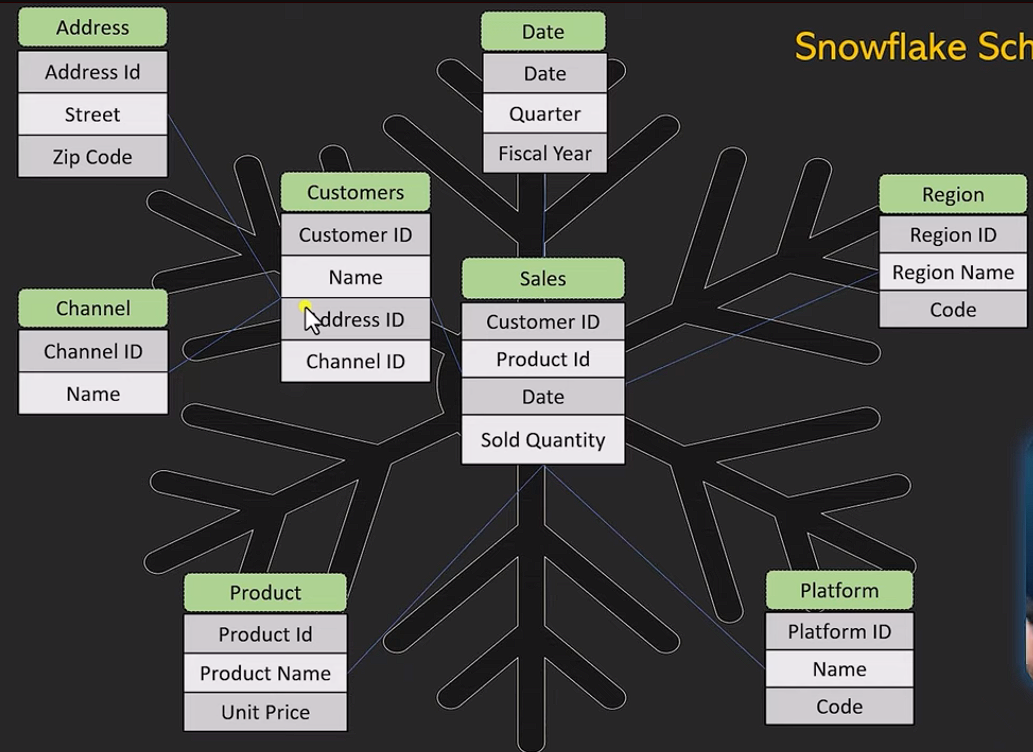 Snowflake Sch
Address
Address Id
Street
Zip Code
Date
Date
Quarter
Fiscal Year
Customers
Customer ID
Name
ddress ID
Channel ID
Region
Region ID
Region Name
Code
Sales
Customer ID
Product Id
Date
Sold Quantity
Channel
Channel ID
Name
Product
Product Id
Product Name
Unit Price
Platform
Platform ID
Name
Code